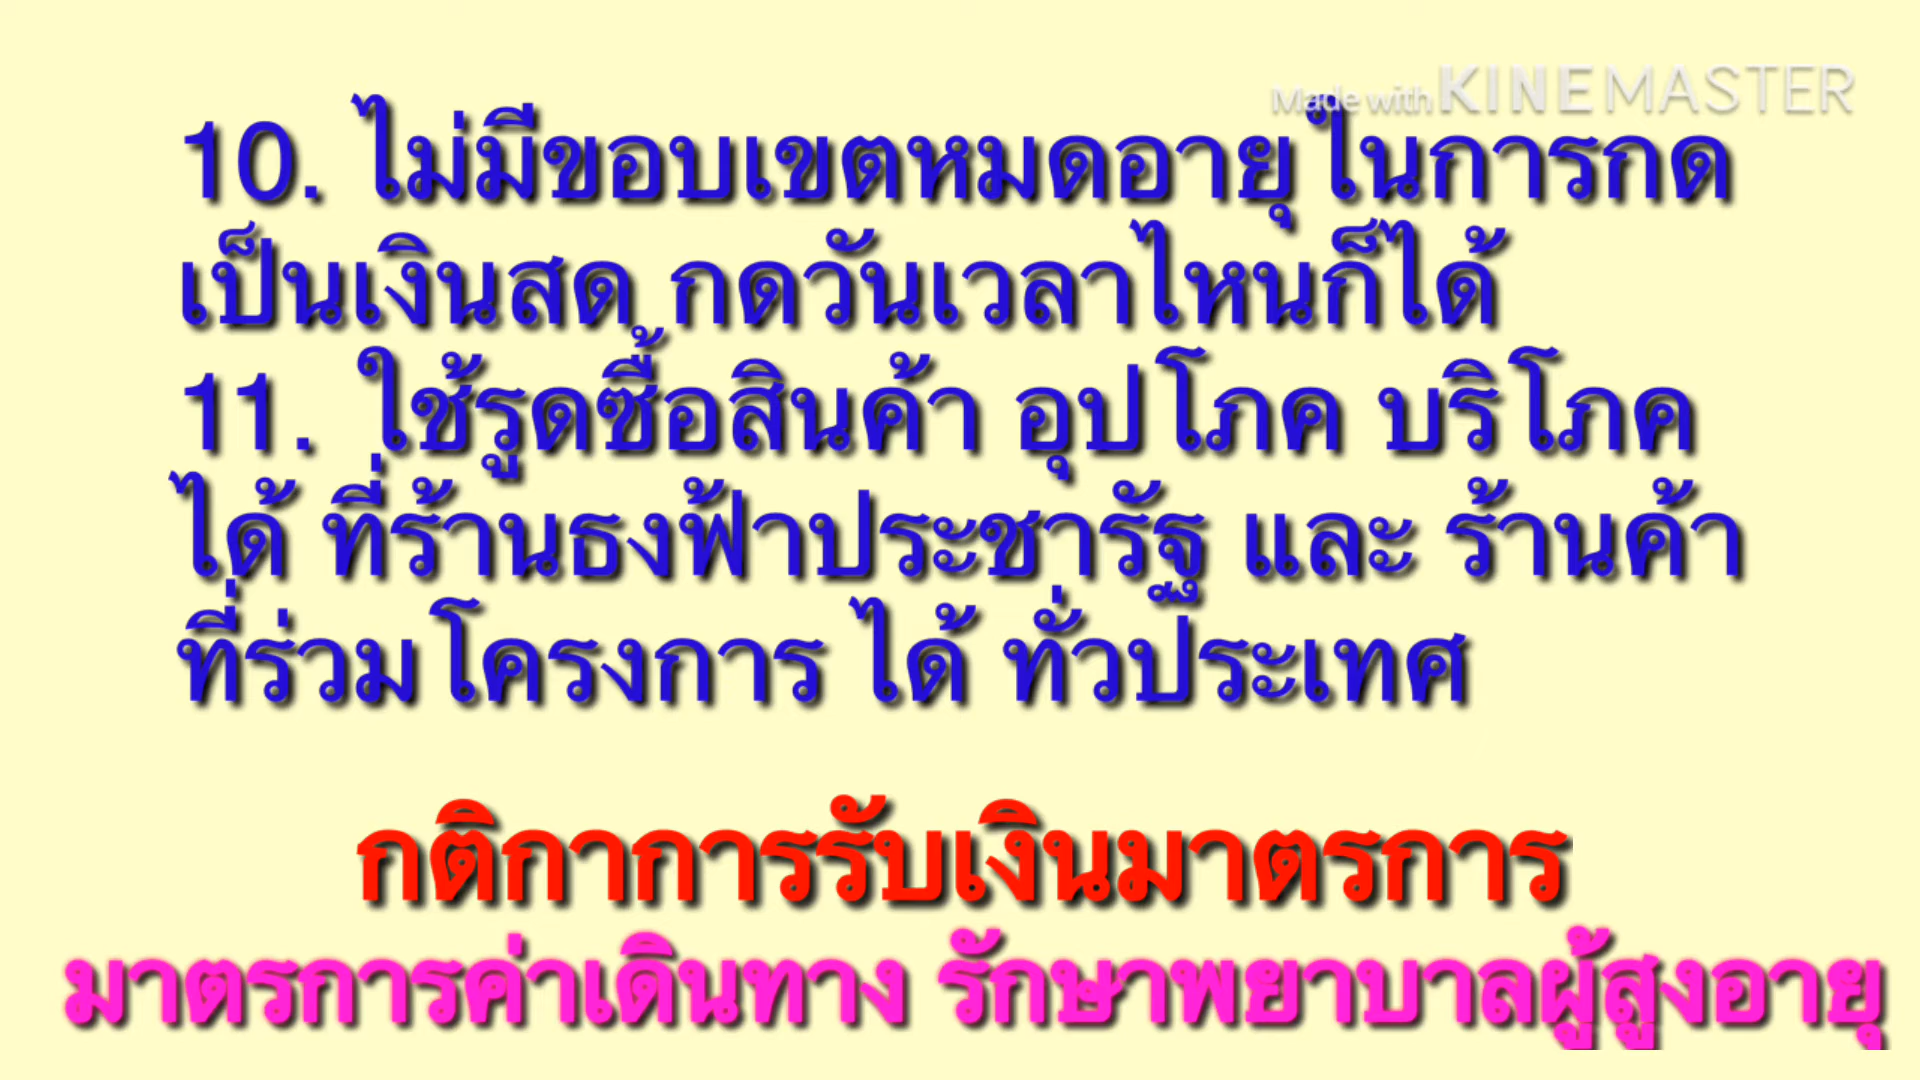 Made with KINEMASTER
10. ไม่มีขอบเขตหมดอายุในการกด
เป็นเงินสด กดวันเวลาไหนก็ได้
11. ใช้รูดซื้อสินค้า อุปโภค บริโภค
ได้ ที่ร้านธงฟ้าประชารัฐ และ ร้านค้า
ที่ร่วมโครงการ ได้ ทั่วประเทศ
กติกาการรับเงินมาตรการ
มาตรการค่าเดินทาง รักษาพยาบาลผู้สูงอายุ